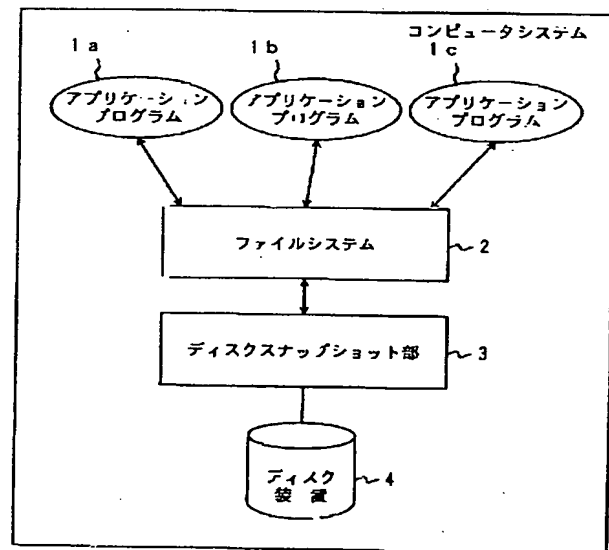 コンピュータシステム
1a
1b
1c
アプリケーション
プログラム
アプリケーション
プログラム
アプリケーション
プログラム
ファイルシステム
2
ディスクスナップショット部
3
ディスク
装置
4